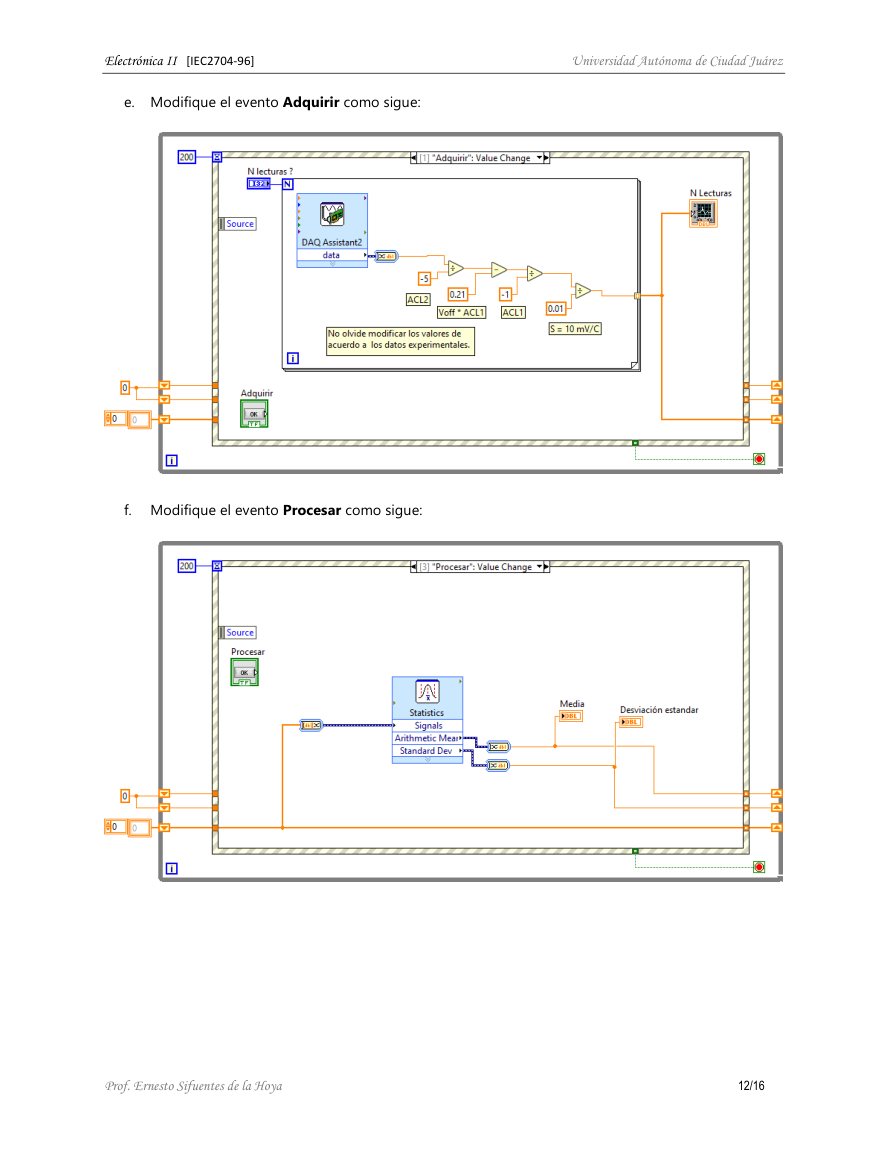 Electrónica II [IEC2704-96] Universidad Autónoma de Ciudad Juárez
e. Modifique el evento Adquirir como sigue:
200
[1] "Adquirir": Value Change
N lecturas ?
I32
N
N Lecturas
Source
DAQ Assistant2
data
-5
0.21
-1
0.01
ACL2
Voff * ACL1
ACL1
S = 10 mV/C
No olvide modificar los valores de
acuerdo a los datos experimentales.
i
0
Adquirir
OK
TF
0 0
i
f. Modifique el evento Procesar como sigue:
200
[3] "Procesar": Value Change
Source
Procesar
OK
TF
Statistics
Signals
Arithmetic Mear
Standard Dev
Media
DBL
Desviación estandar
DBL
0
0 0
i
Prof. Ernesto Sifuentes de la Hoya 12/16